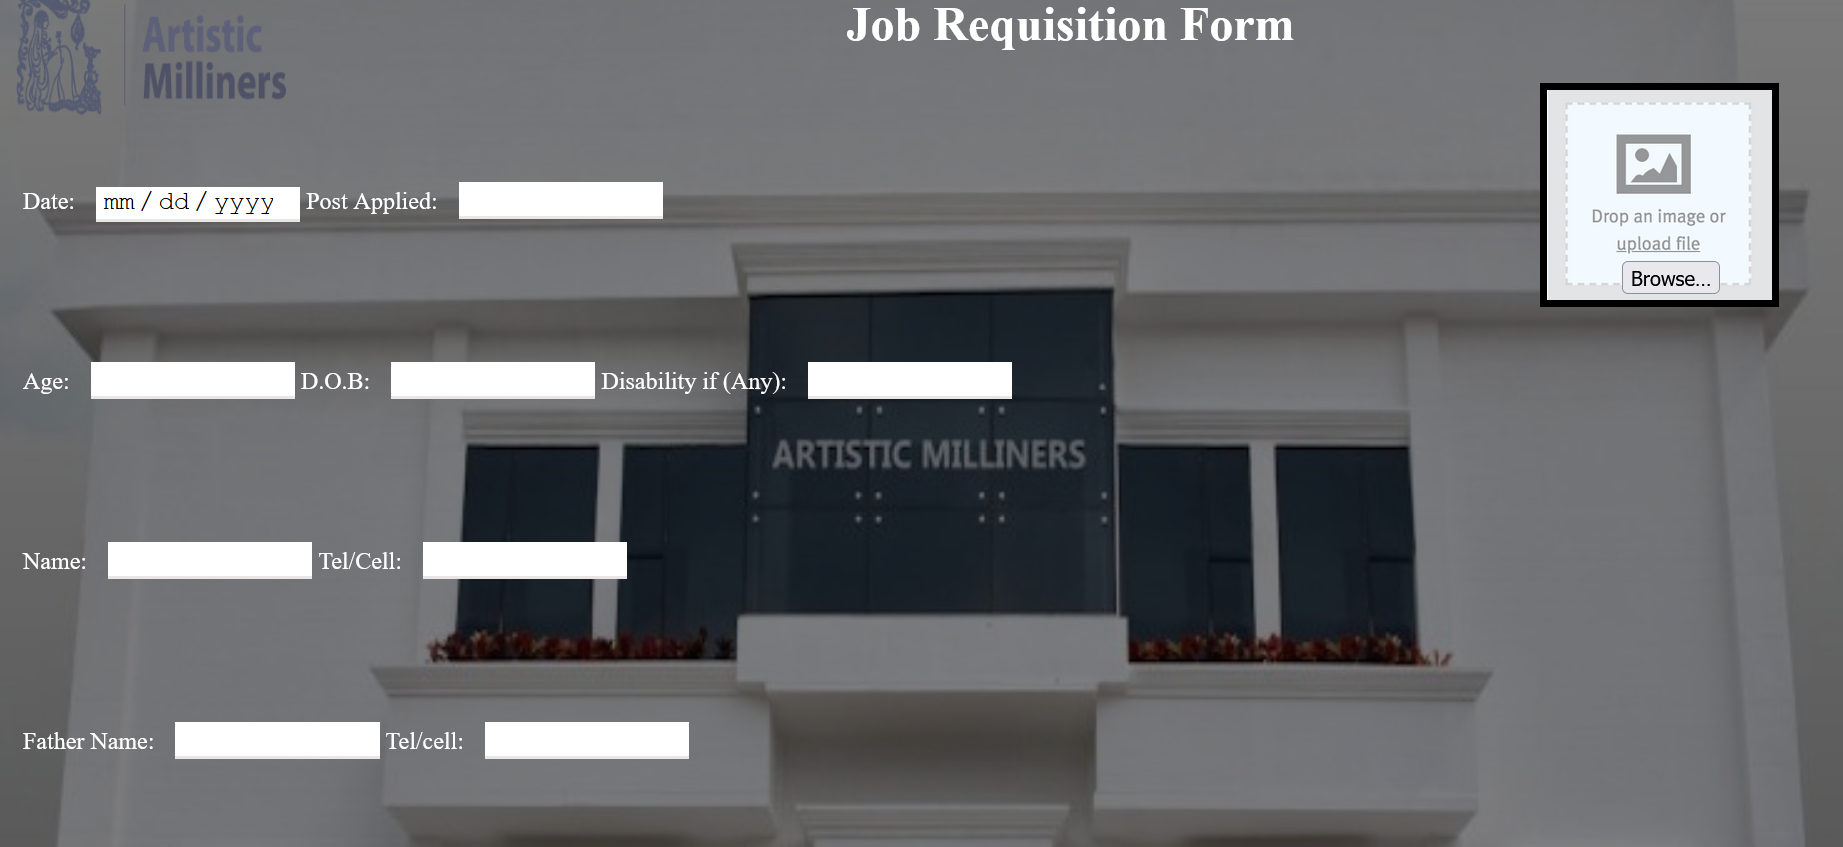 Artistic
Milliners
Job Requisition Form
Date: mm / dd / yyyy Post Applied:
Drop an image or
upload file
Browse...
Age: D.O.B: Disability if (Any):
ARTISTIC MILLINERS
Name: Tel/Cell:
Father Name: Tel/cell: